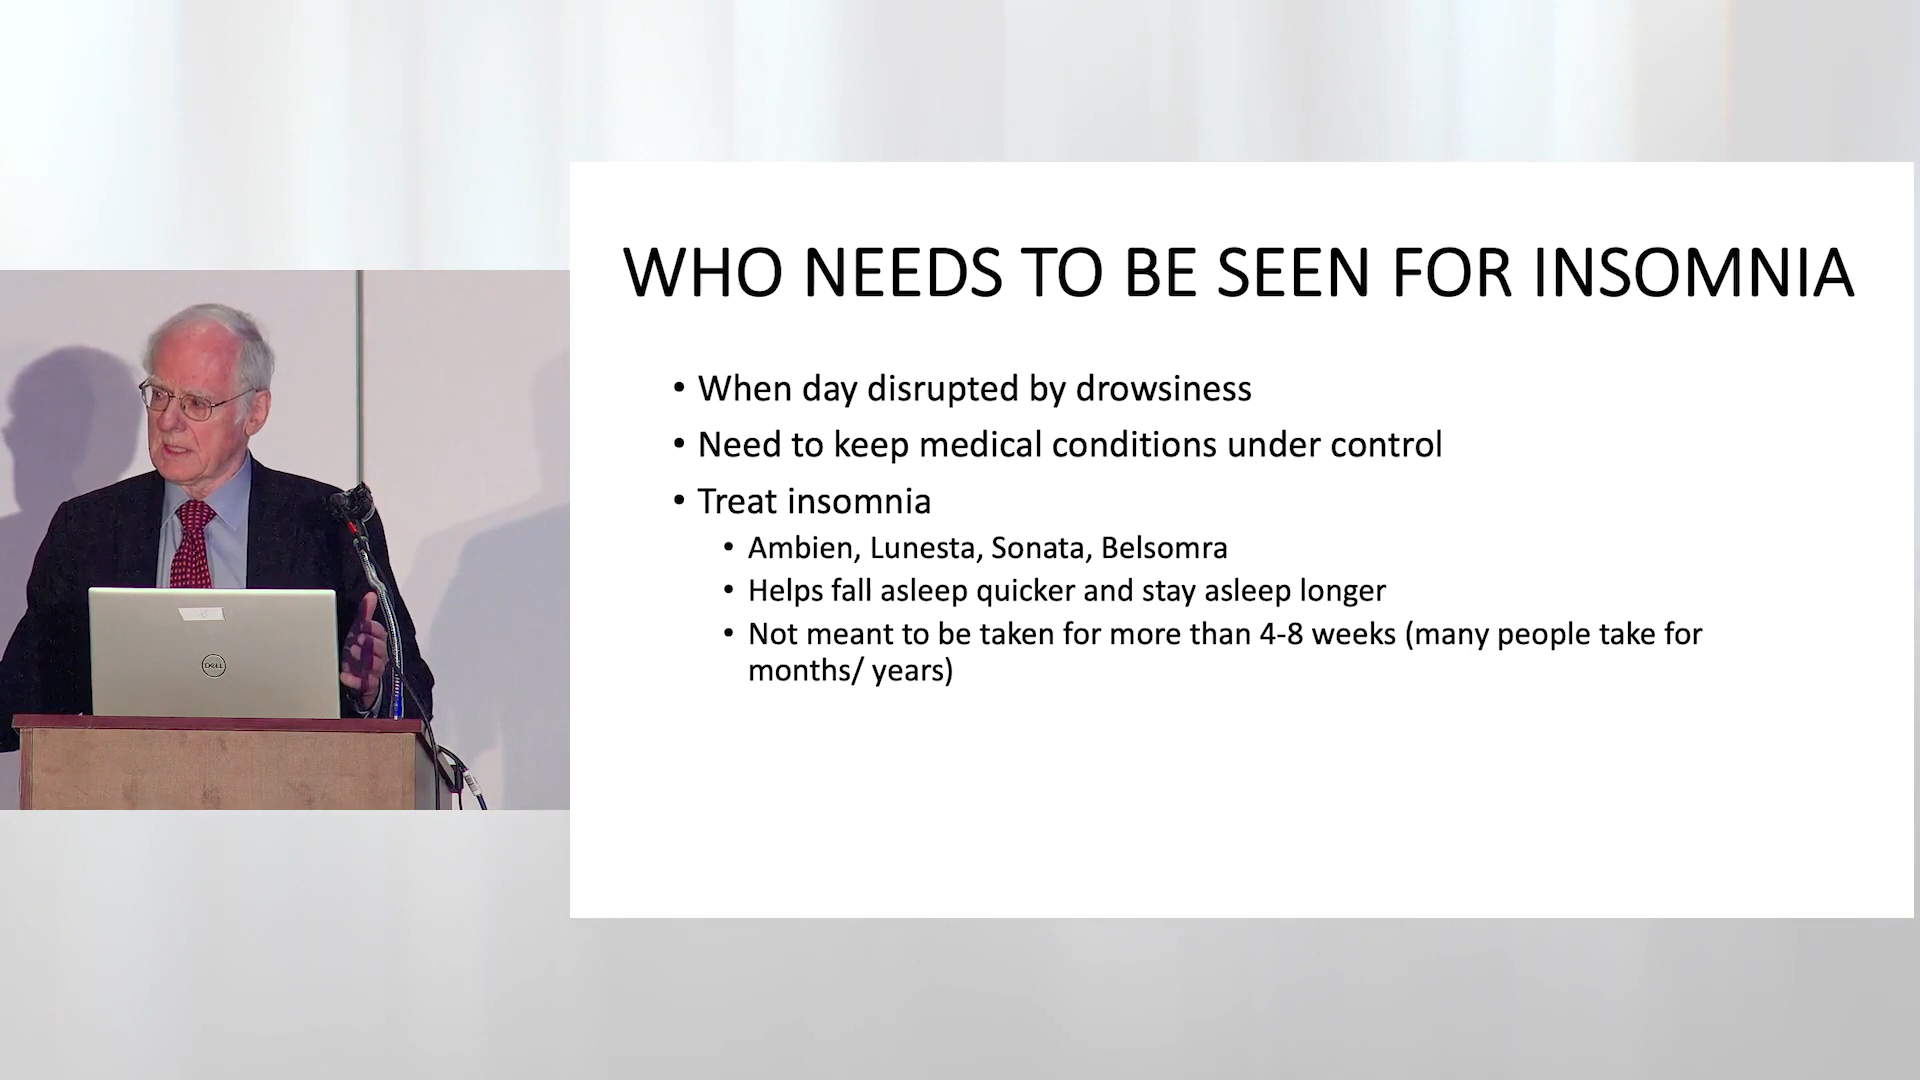 WHO NEEDS TO BE SEEN FOR INSOMNIA
• When day disrupted by drowsiness
• Need to keep medical conditions under control
• Treat insomnia
• Ambien, Lunesta, Sonata, Belsomra
• Helps fall asleep quicker and stay asleep longer
• Not meant to be taken for more than 4-8 weeks (many people take for
months/ years)
DELL